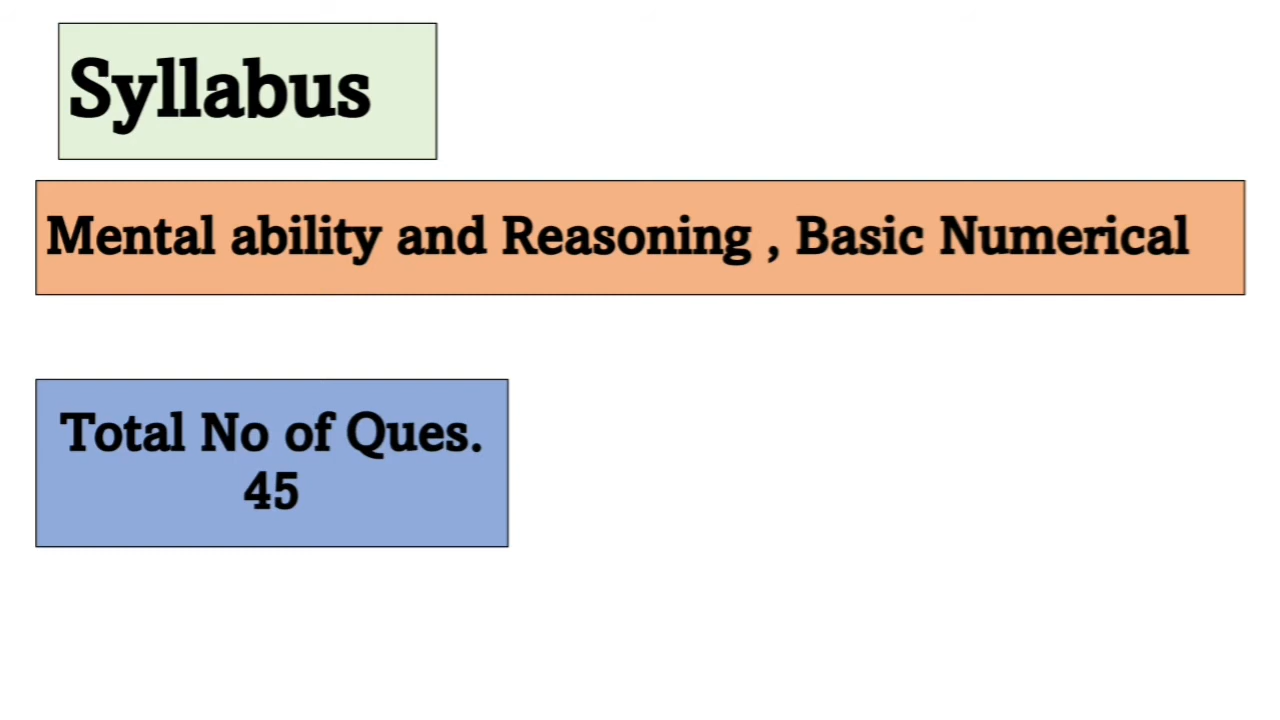 Syllabus
Mental ability and Reasoning , Basic Numerical
Total No of Ques.
45